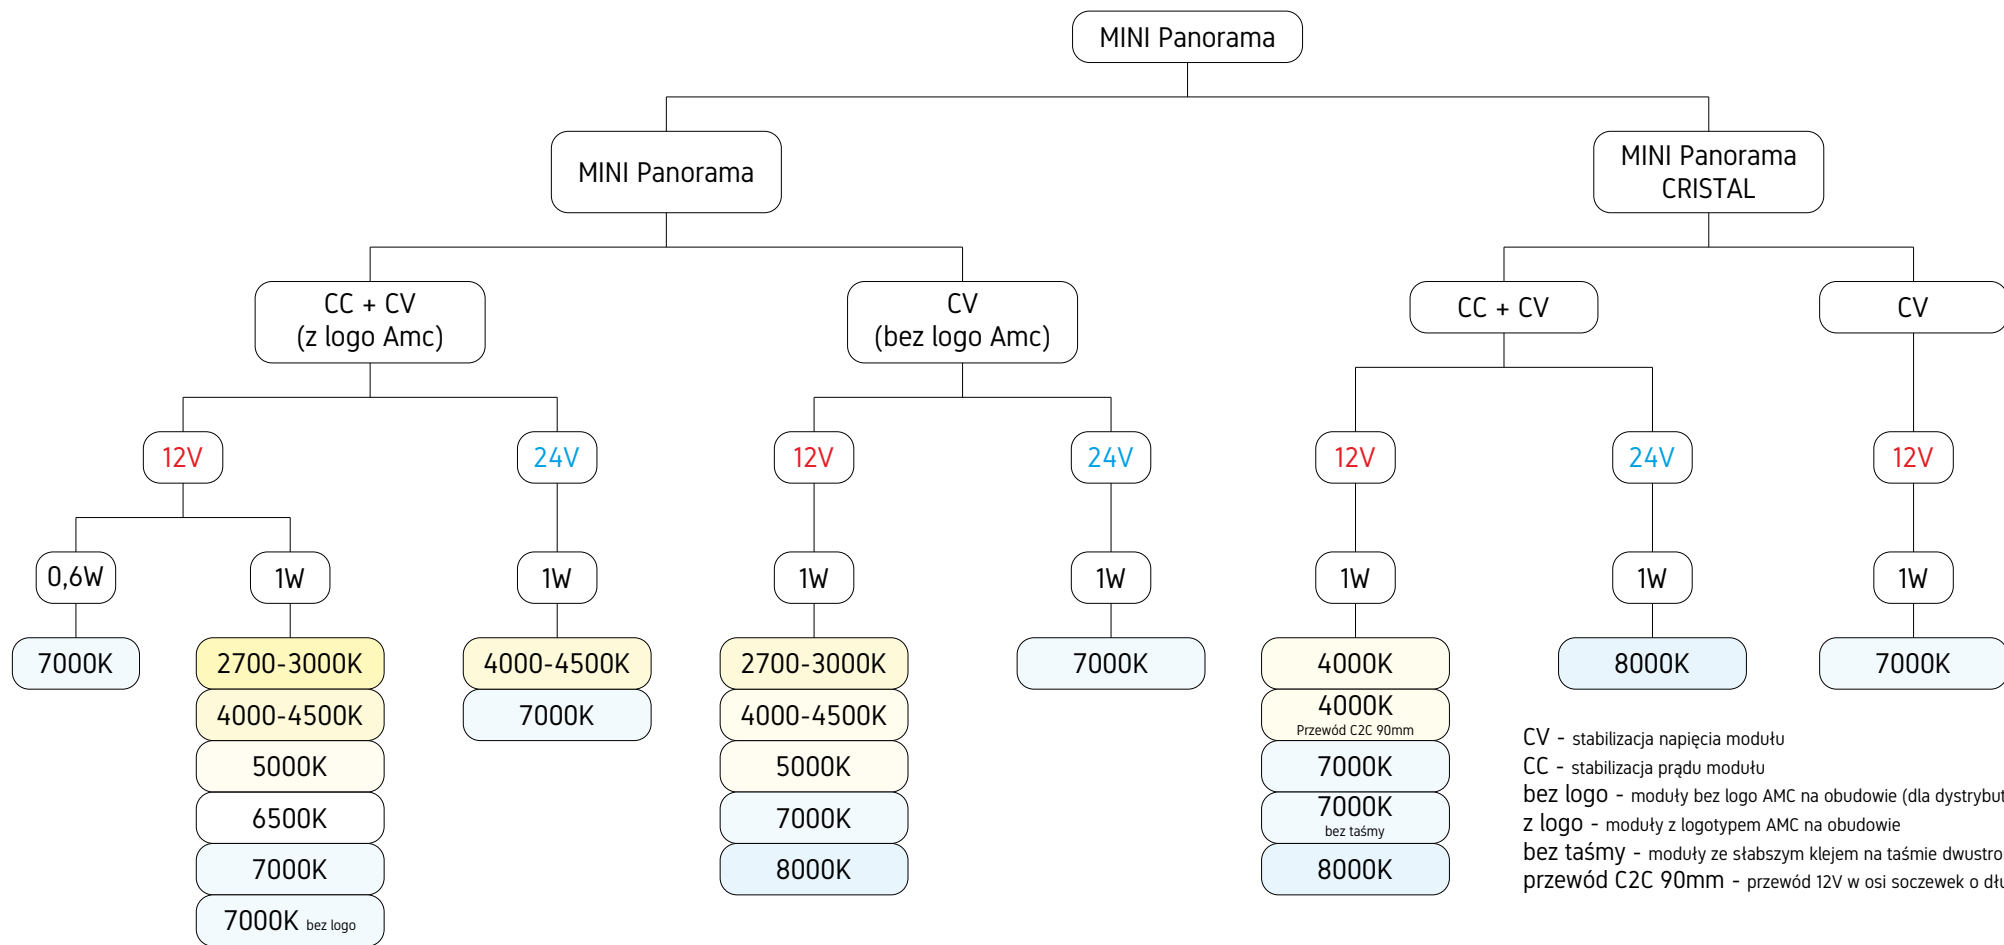 MINI Panorama
MINI Panorama
MINI Panorama
CRISTAL
CC + CV
(z logo Amc)
CV
(bez logo Amc)
CC + CV
CV
12V
24V
12V
24V
12V
24V
12V
0,6W
1W
1W
1W
1W
1W
1W
1W
7000K
2700-3000K
4000-4500K
5000K
6500K
7000K
7000K bez logo
4000-4500K
7000K
2700-3000K
4000-4500K
5000K
7000K
8000K
7000K
4000K
4000K
Przewód C2C 90mm
7000K
7000K
bez taśmy
8000K
8000K
7000K
CV - stabilizacja napięcia modułu
CC - stabilizacja prądu modułu
bez logo - moduły bez logo AMC na obudowie (dla
z logo - moduły z logotypem AMC na obudowie
bez taśmy - moduły ze słabszym klejem na taśmie
przewód C2C 90mm - przewód 12V w osi soczewek o